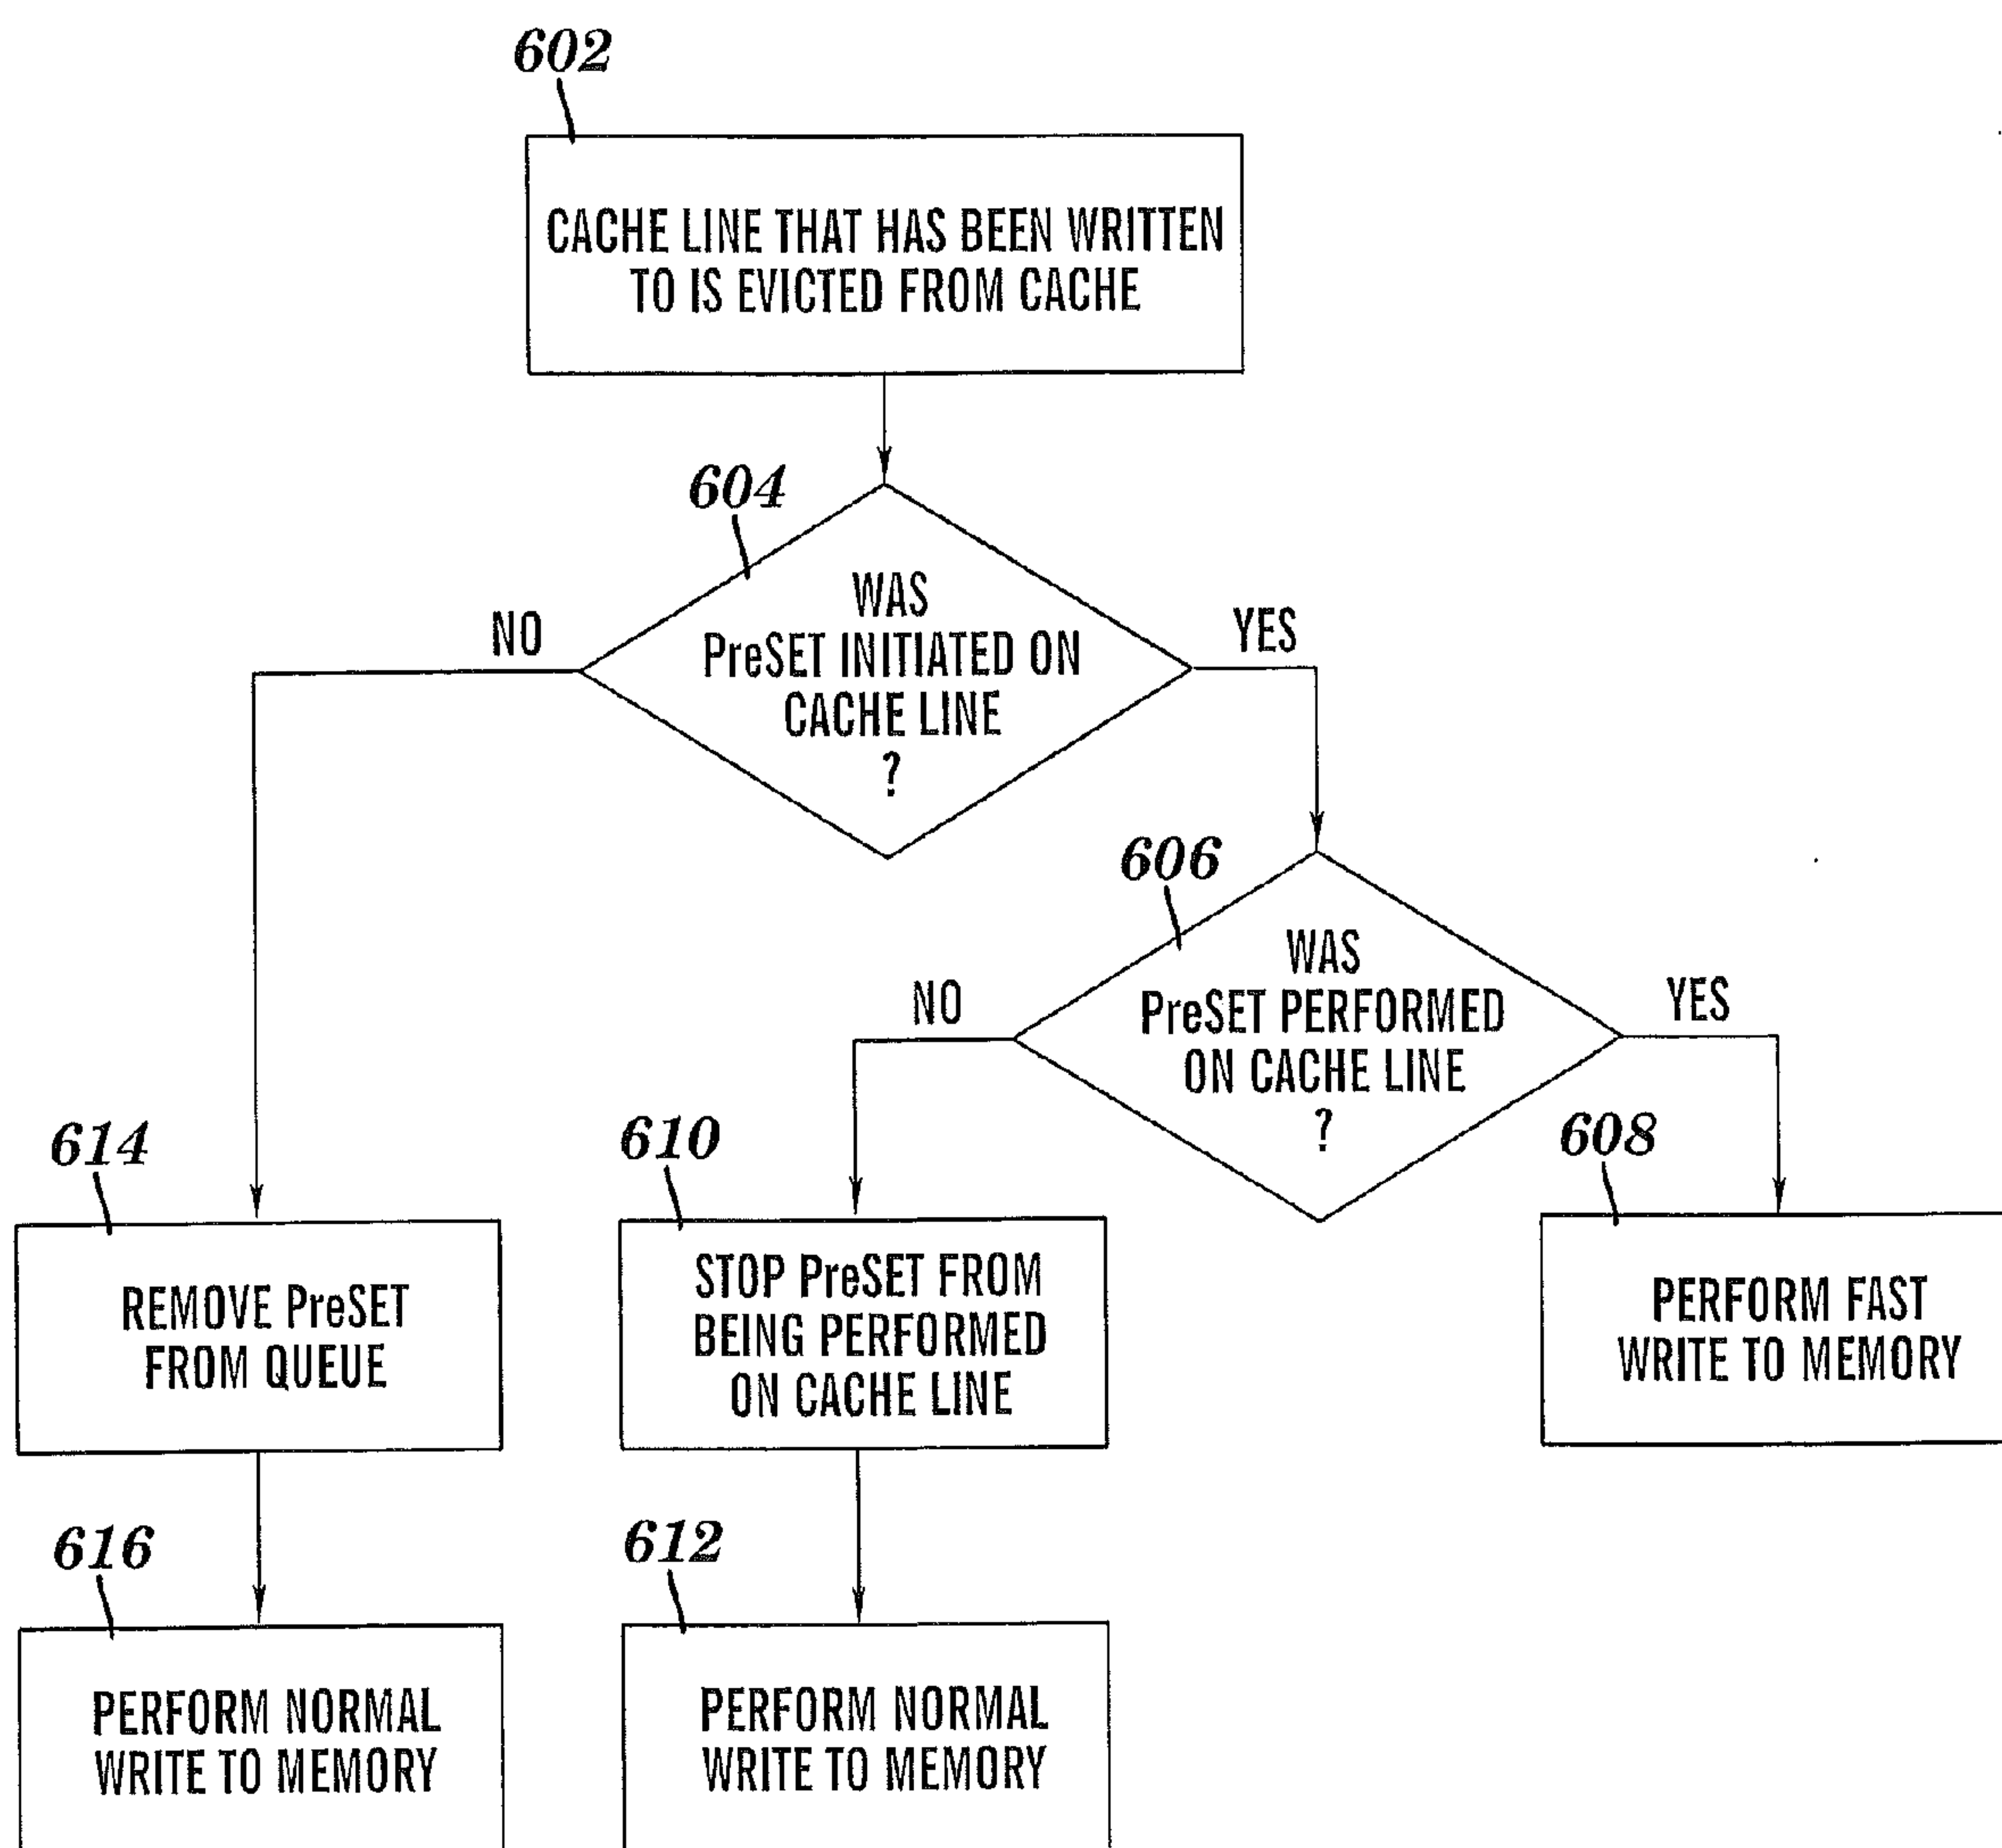 602
CACHE LINE THAT HAS BEEN WRITTEN
TO IS EVICTED FROM CACHE
604
WAS
PreSET INITIATED ON
CACHE LINE
?
NO
YES
606
WAS
PreSET PERFORMED
ON CACHE LINE
?
NO
YES
614
REMOVE PreSET
FROM QUEUE
610
STOP PreSET FROM
BEING PERFORMED
ON CACHE LINE
608
PERFORM FAST
WRITE TO MEMORY
616
PERFORM NORMAL
WRITE TO MEMORY
612
PERFORM NORMAL
WRITE TO MEMORY